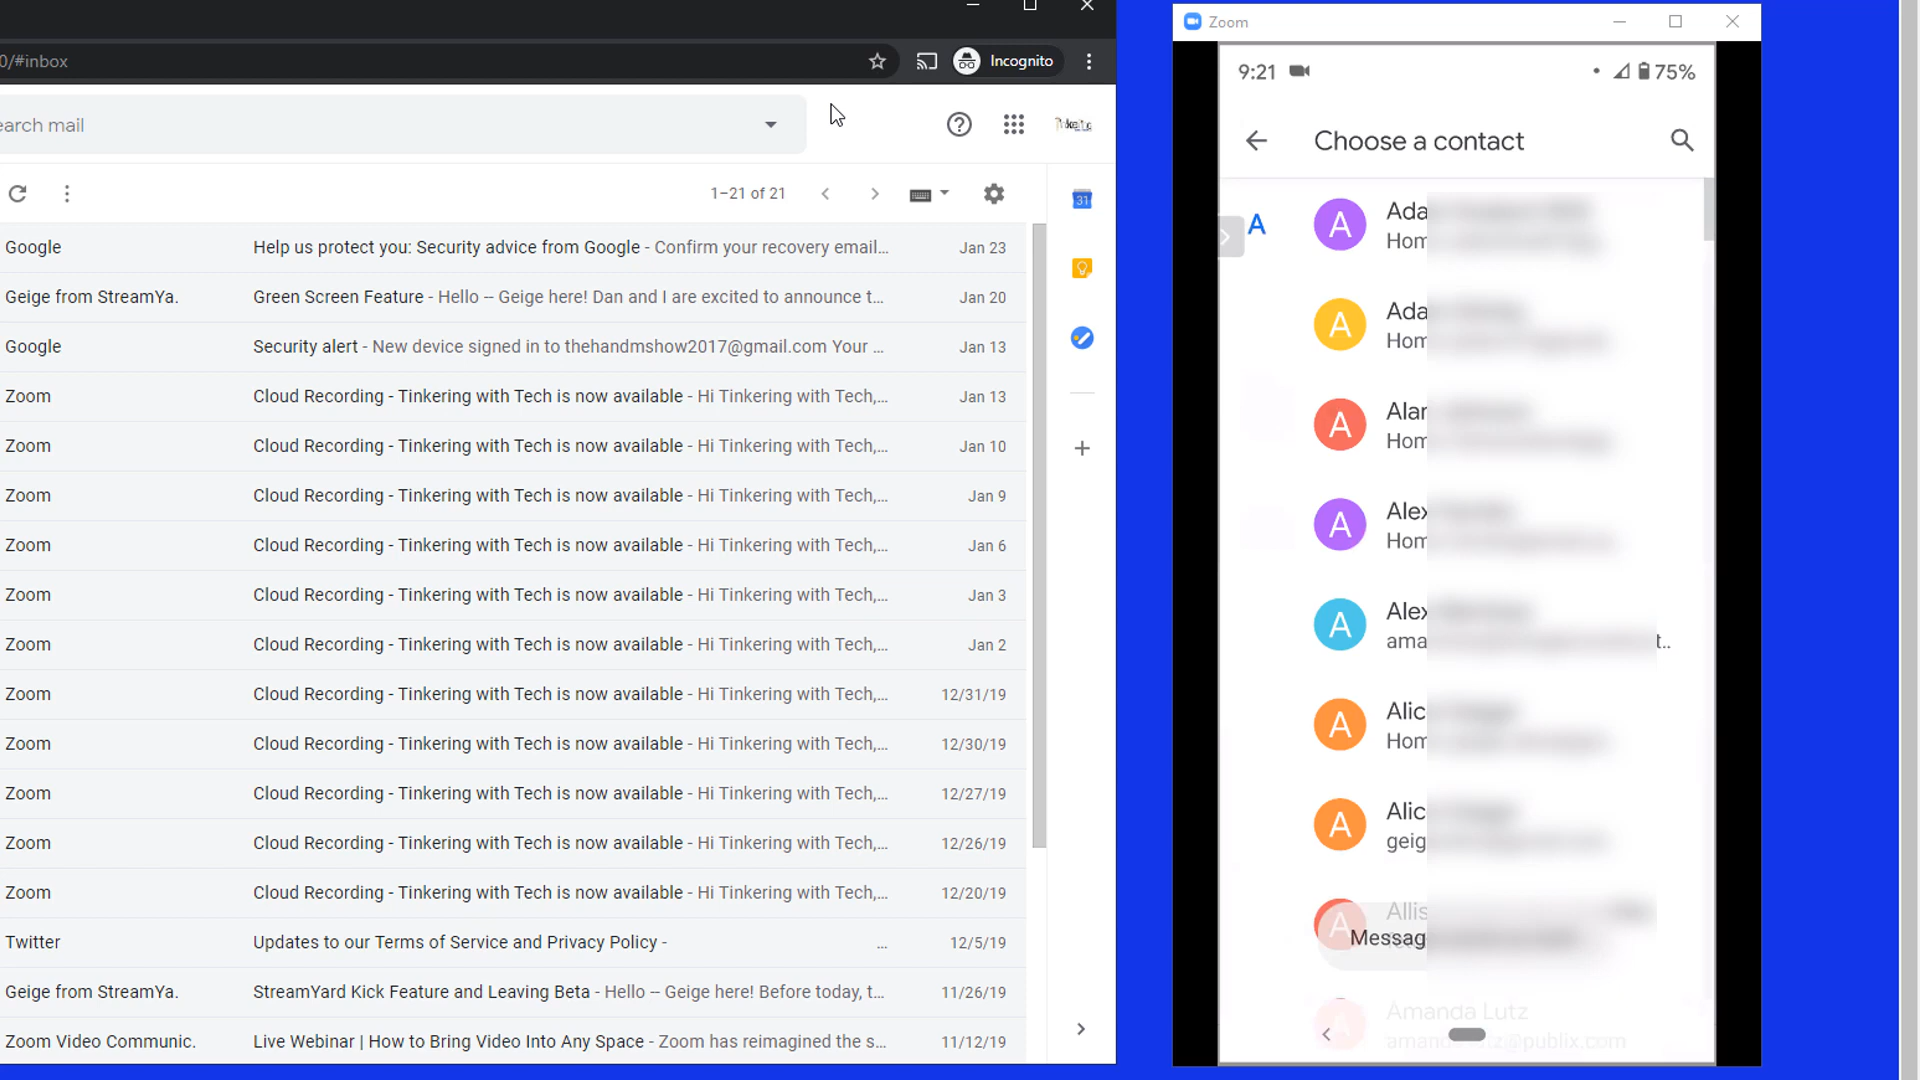 0/#inbox
Incognito
earch mail
1–21 of 21
31
Google Help us protect you: Security advice from Google - Confirm your recovery email... Jan 23
Geige from StreamYa. Green Screen Feature - Hello -- Geige here! Dan and I are excited to announce t... Jan 20
Google Security alert - New device signed in to thehandmshow2017@gmail.com Your ... Jan 13
Zoom Cloud Recording - Tinkering with Tech is now available - Hi Tinkering with Tech,... Jan 13
Zoom Cloud Recording - Tinkering with Tech is now available - Hi Tinkering with Tech,... Jan 10
Zoom Cloud Recording - Tinkering with Tech is now available - Hi Tinkering with Tech,... Jan 9
Zoom Cloud Recording - Tinkering with Tech is now available - Hi Tinkering with Tech,... Jan 6
Zoom Cloud Recording - Tinkering with Tech is now available - Hi Tinkering with Tech,... Jan 3
Zoom Cloud Recording - Tinkering with Tech is now available - Hi Tinkering with Tech,... Jan 2
Zoom Cloud Recording - Tinkering with Tech is now available - Hi Tinkering with Tech,... 12/31/19
Zoom Cloud Recording - Tinkering with Tech is now available - Hi Tinkering with Tech,... 12/30/19
Zoom Cloud Recording - Tinkering with Tech is now available - Hi Tinkering with Tech,... 12/27/19
Zoom Cloud Recording - Tinkering with Tech is now available - Hi Tinkering with Tech,... 12/26/19
Zoom Cloud Recording - Tinkering with Tech is now available - Hi Tinkering with Tech,... 12/20/19
Twitter Updates to our Terms of Service and Privacy Policy - ... 12/5/19
Geige from StreamYa. StreamYard Kick Feature and Leaving Beta - Hello -- Geige here! Before today, t... 11/26/19
Zoom Video Communic. Live Webinar | How to Bring Video Into Any Space - Zoom has reimagined the s... 11/12/19
Zoom
9:21 75%
Choose a contact
A
A Ada
Hom
A Ada
Hom
A Alan
Hom
A Alex
Hom
A Alex
ama t..
A Alic
Hom
A Alic
geig
A Allis
Messag
A Amanda Lutz